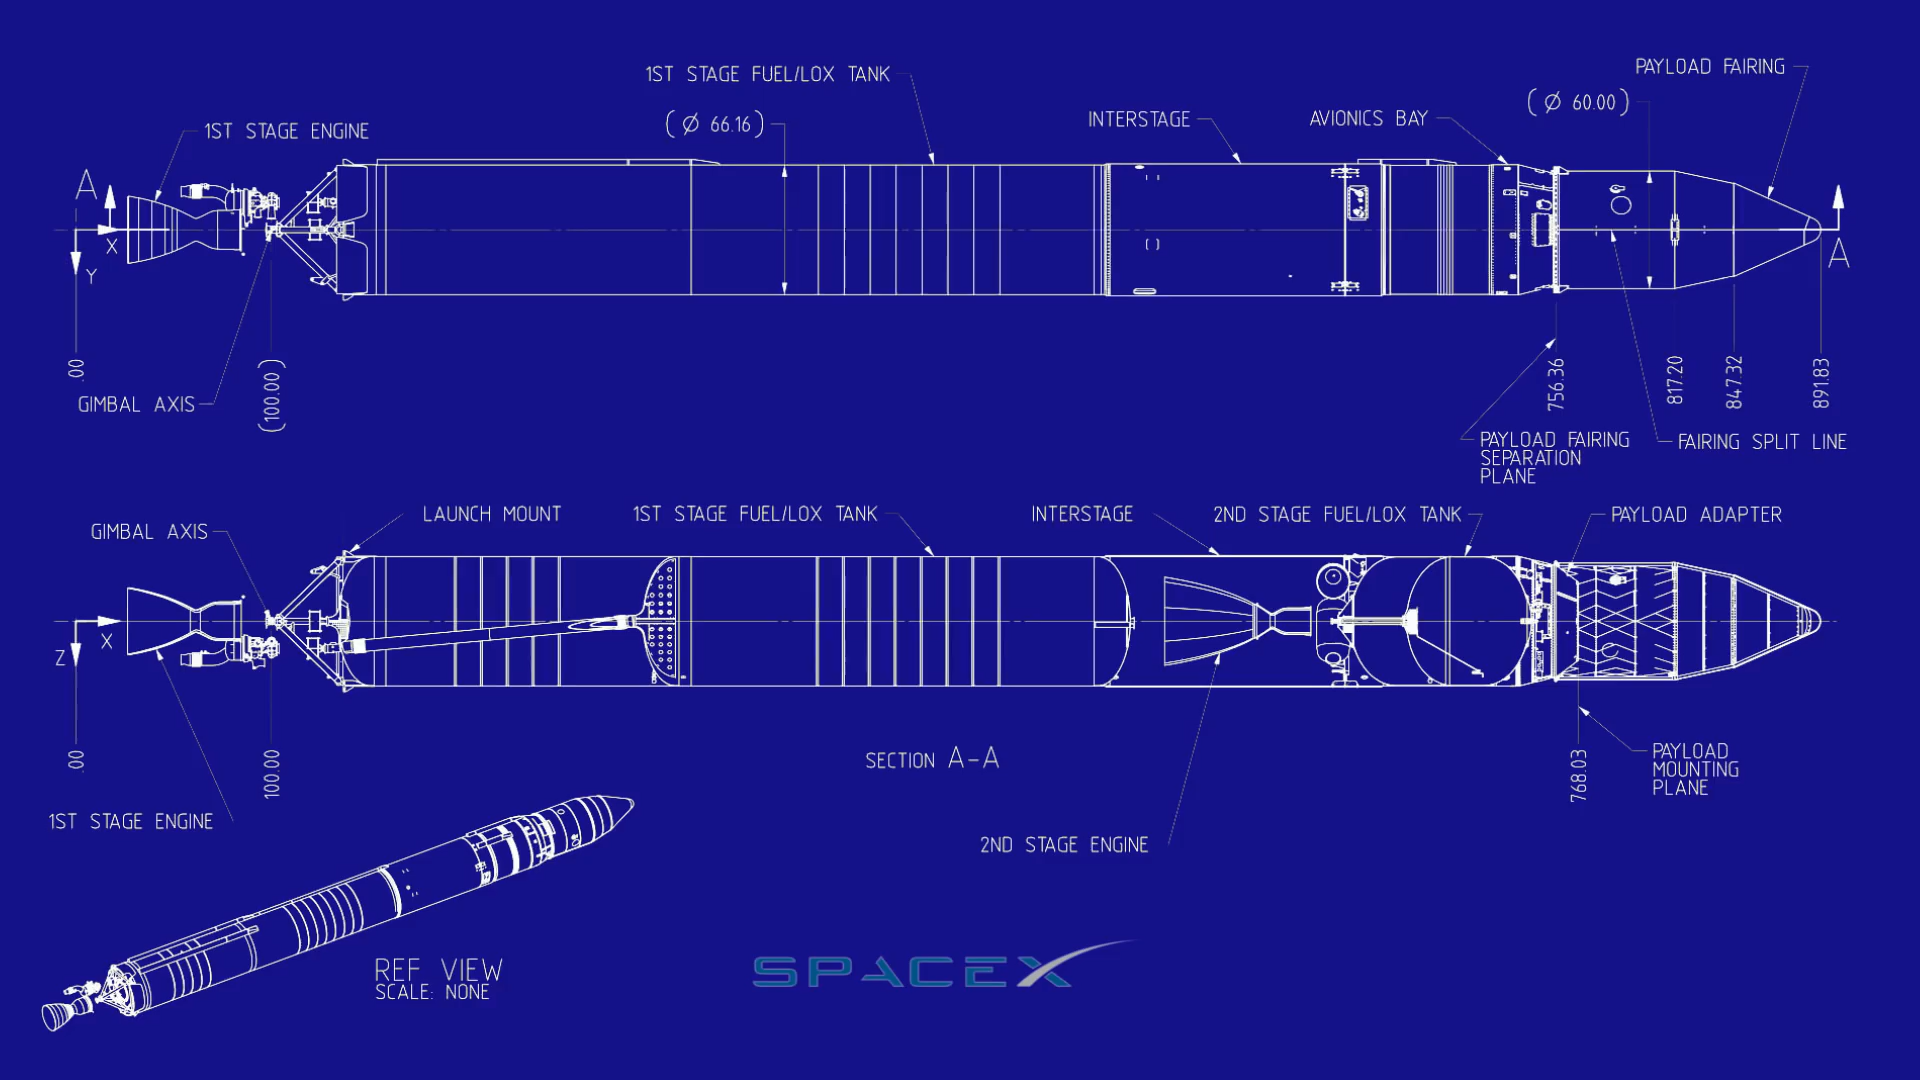 1ST STAGE FUEL/LOX TANK
PAYLOAD FAIRING
( Ø 60.00 )
1ST STAGE ENGINE
( Ø 66.16 )
INTERSTAGE
AVIONICS BAY
A
X
Y
A
.00
GIMBAL AXIS
(100.00)
756.36
817.20
847.32
891.83
PAYLOAD FAIRING
SEPARATION
PLANE
FAIRING SPLIT LINE
GIMBAL AXIS
LAUNCH MOUNT
1ST STAGE FUEL/LOX TANK
INTERSTAGE
2ND STAGE FUEL/LOX TANK
PAYLOAD ADAPTER
X
Z
.00
100.00
SECTION A-A
768.03
PAYLOAD
MOUNTING
PLANE
1ST STAGE ENGINE
2ND STAGE ENGINE
REF VIEW
SCALE: NONE
SPACEX